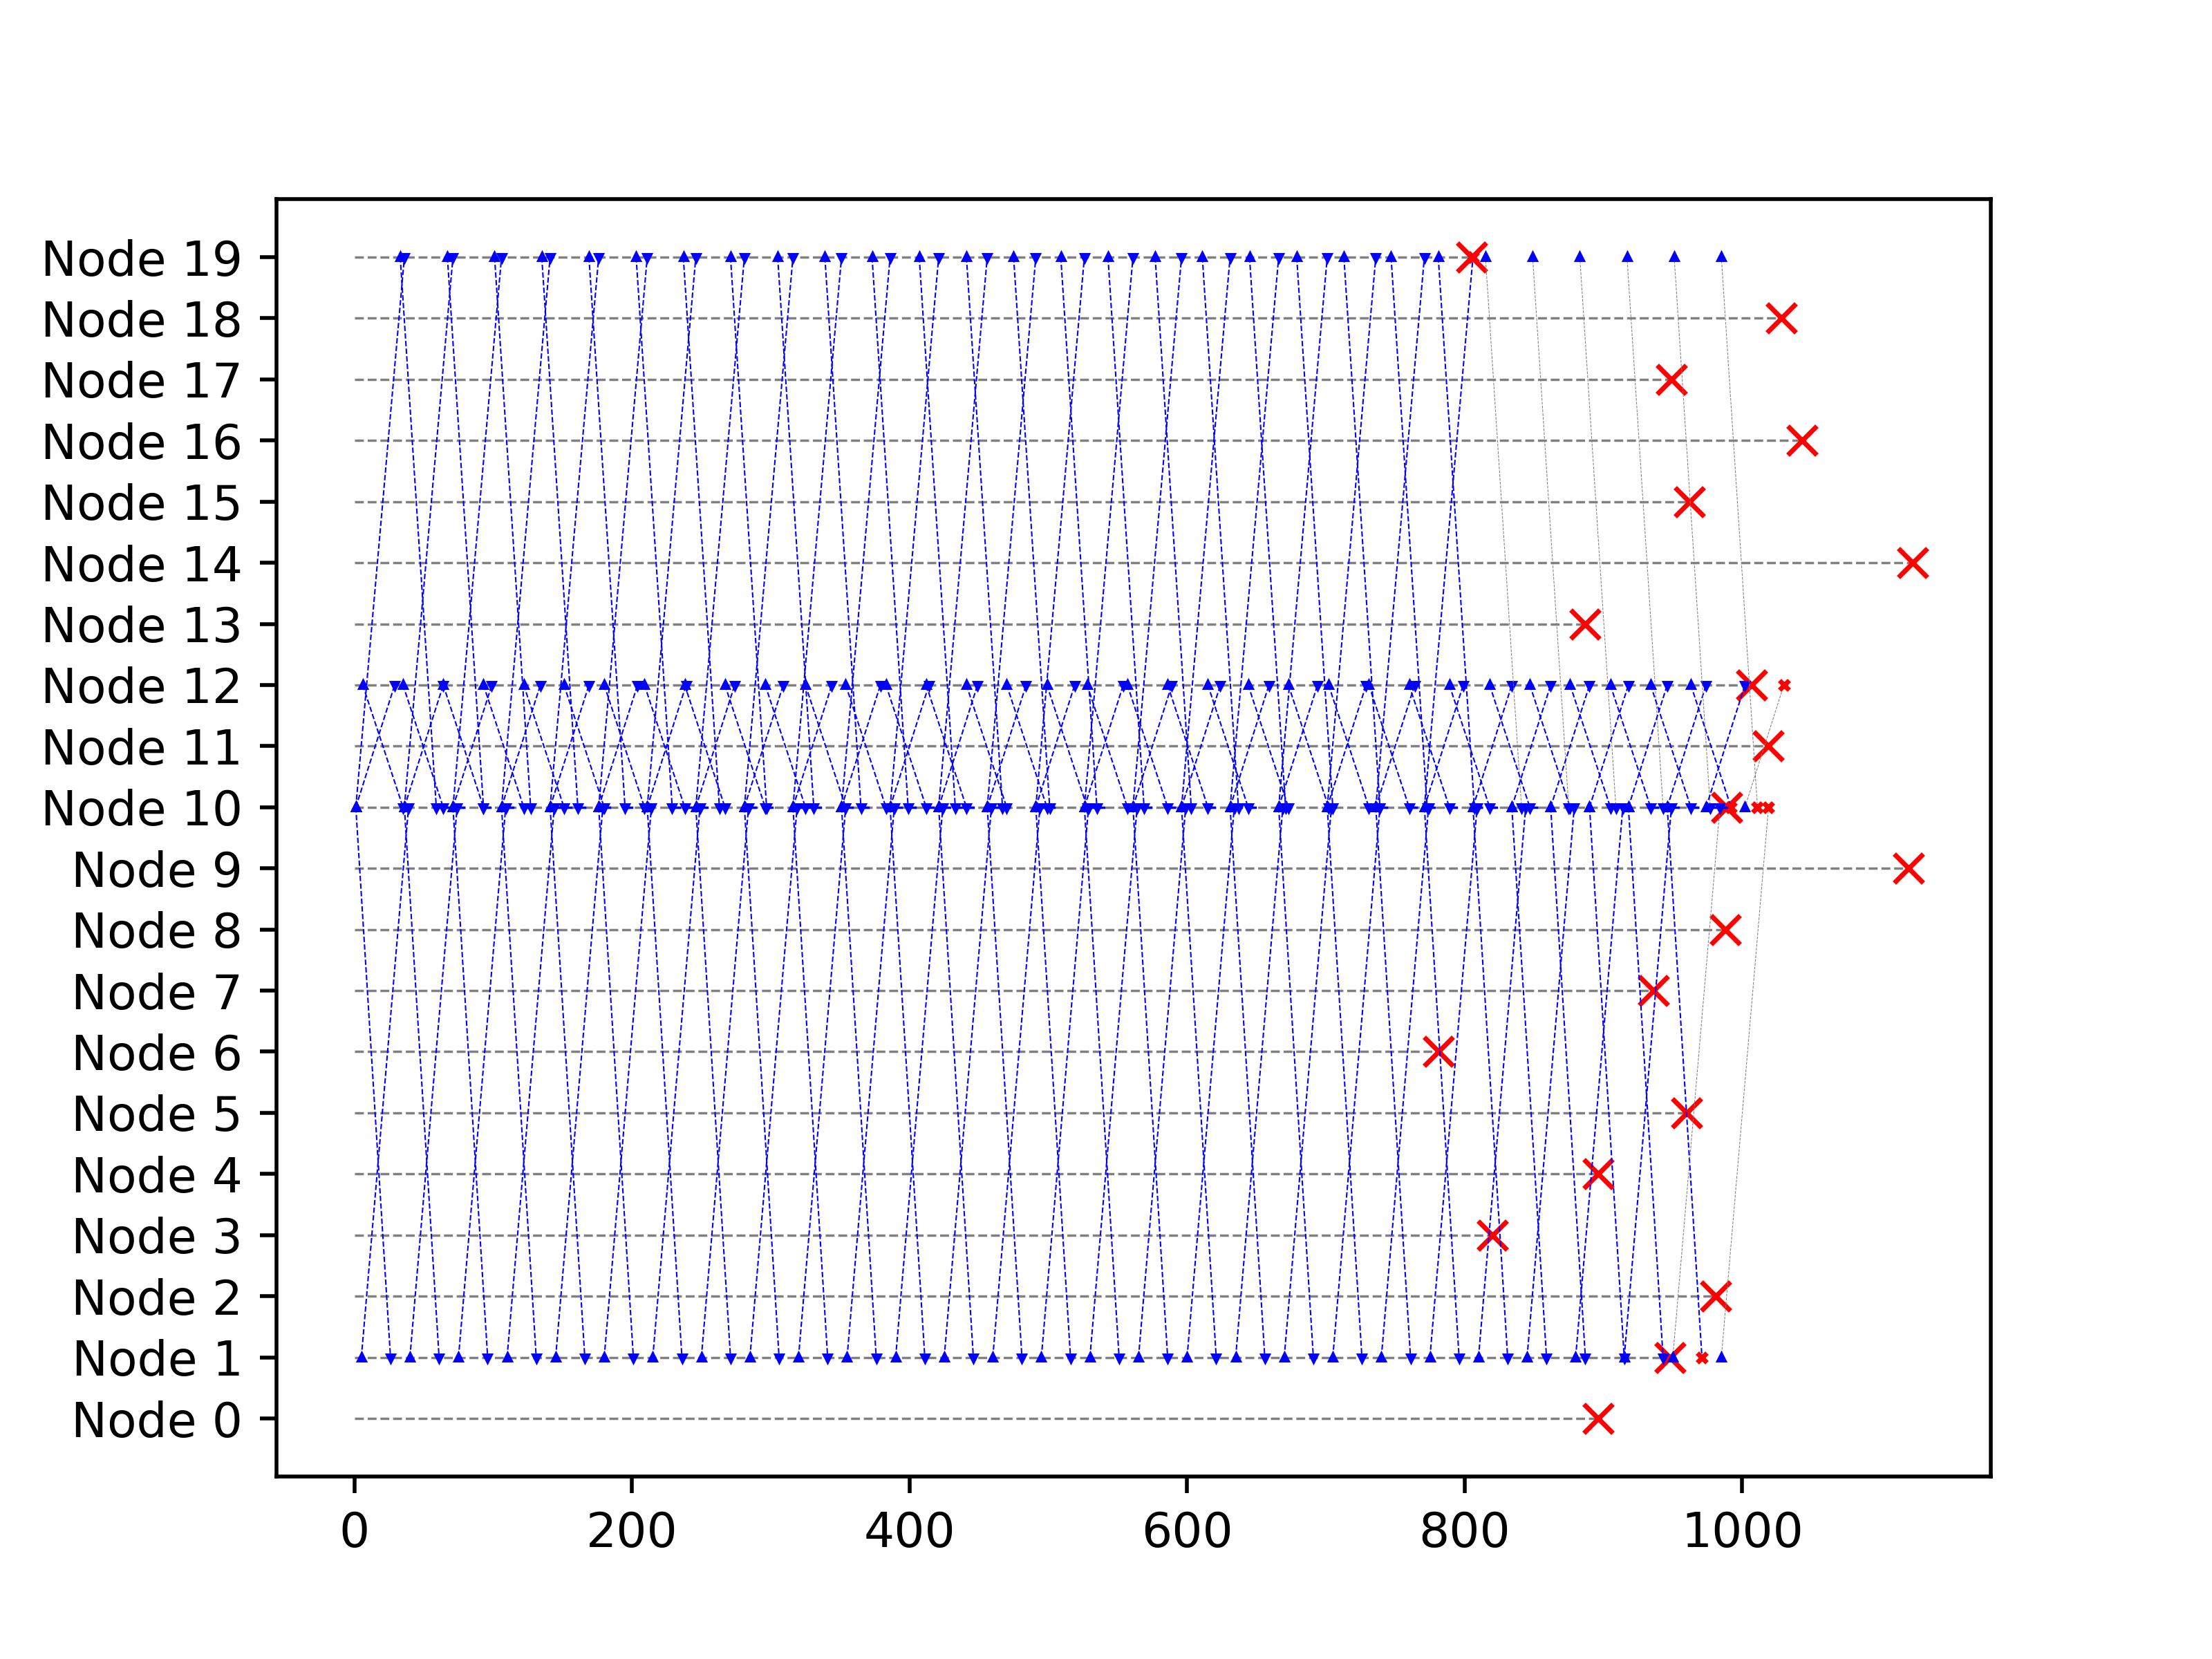 Node 19
Node 18
Node 17
Node 16
Node 15
Node 14
Node 13
Node 12
Node 11
Node 10
Node 9
Node 8
Node 7
Node 6
Node 5
Node 4
Node 3
Node 2
Node 1
Node 0
0 200 400 600 800 1000